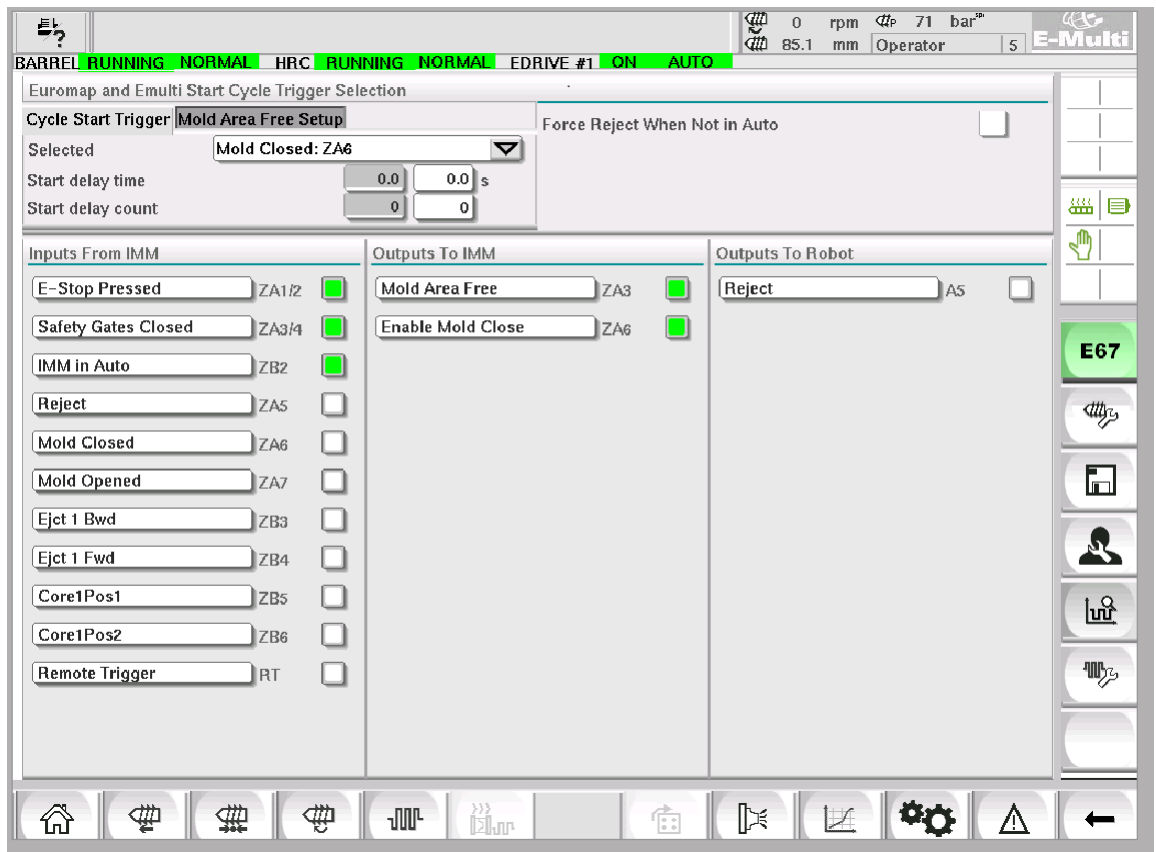 0 rpm P 71 bar spc
85.1 mm Operator 5 E-Multi
BARREL RUNNING NORMAL HRC RUNNING NORMAL EDRIVE #1 ON AUTO
Euromap and Emulti Start Cycle Trigger Selection
Cycle Start Trigger Mold Area Free Setup
Force Reject When Not in Auto
Selected Mold Closed: ZA6
Start delay time 0.0 0.0 s
Start delay count 0 0
Inputs From IMM
E-Stop Pressed ZA1/2
Safety Gates Closed ZA3/4
IMM in Auto ZB2
Reject ZA5
Mold Closed ZA6
Mold Opened ZA7
Ejct 1 Bwd ZB3
Ejct 1 Fwd ZB4
Core1Pos1 ZB5
Core1Pos2 ZB6
Remote Trigger RT
Outputs To IMM
Mold Area Free ZA3
Enable Mold Close ZA6
Outputs To Robot
Reject A5
E67